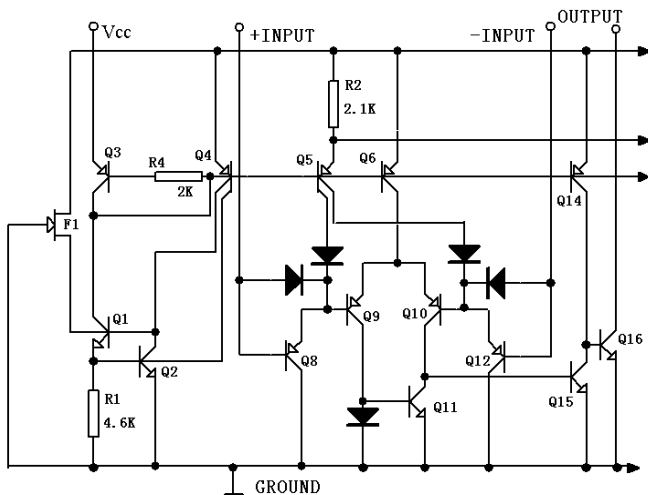 OUTPUT
Vcc
+INPUT
-INPUT
R2
2.1K
Q3
R4
2K
Q4
Q5
Q6
Q14
F1
Q1
Q2
Q8
Q9
Q10
Q12
Q16
Q15
Q11
R1
4.6K
GROUND